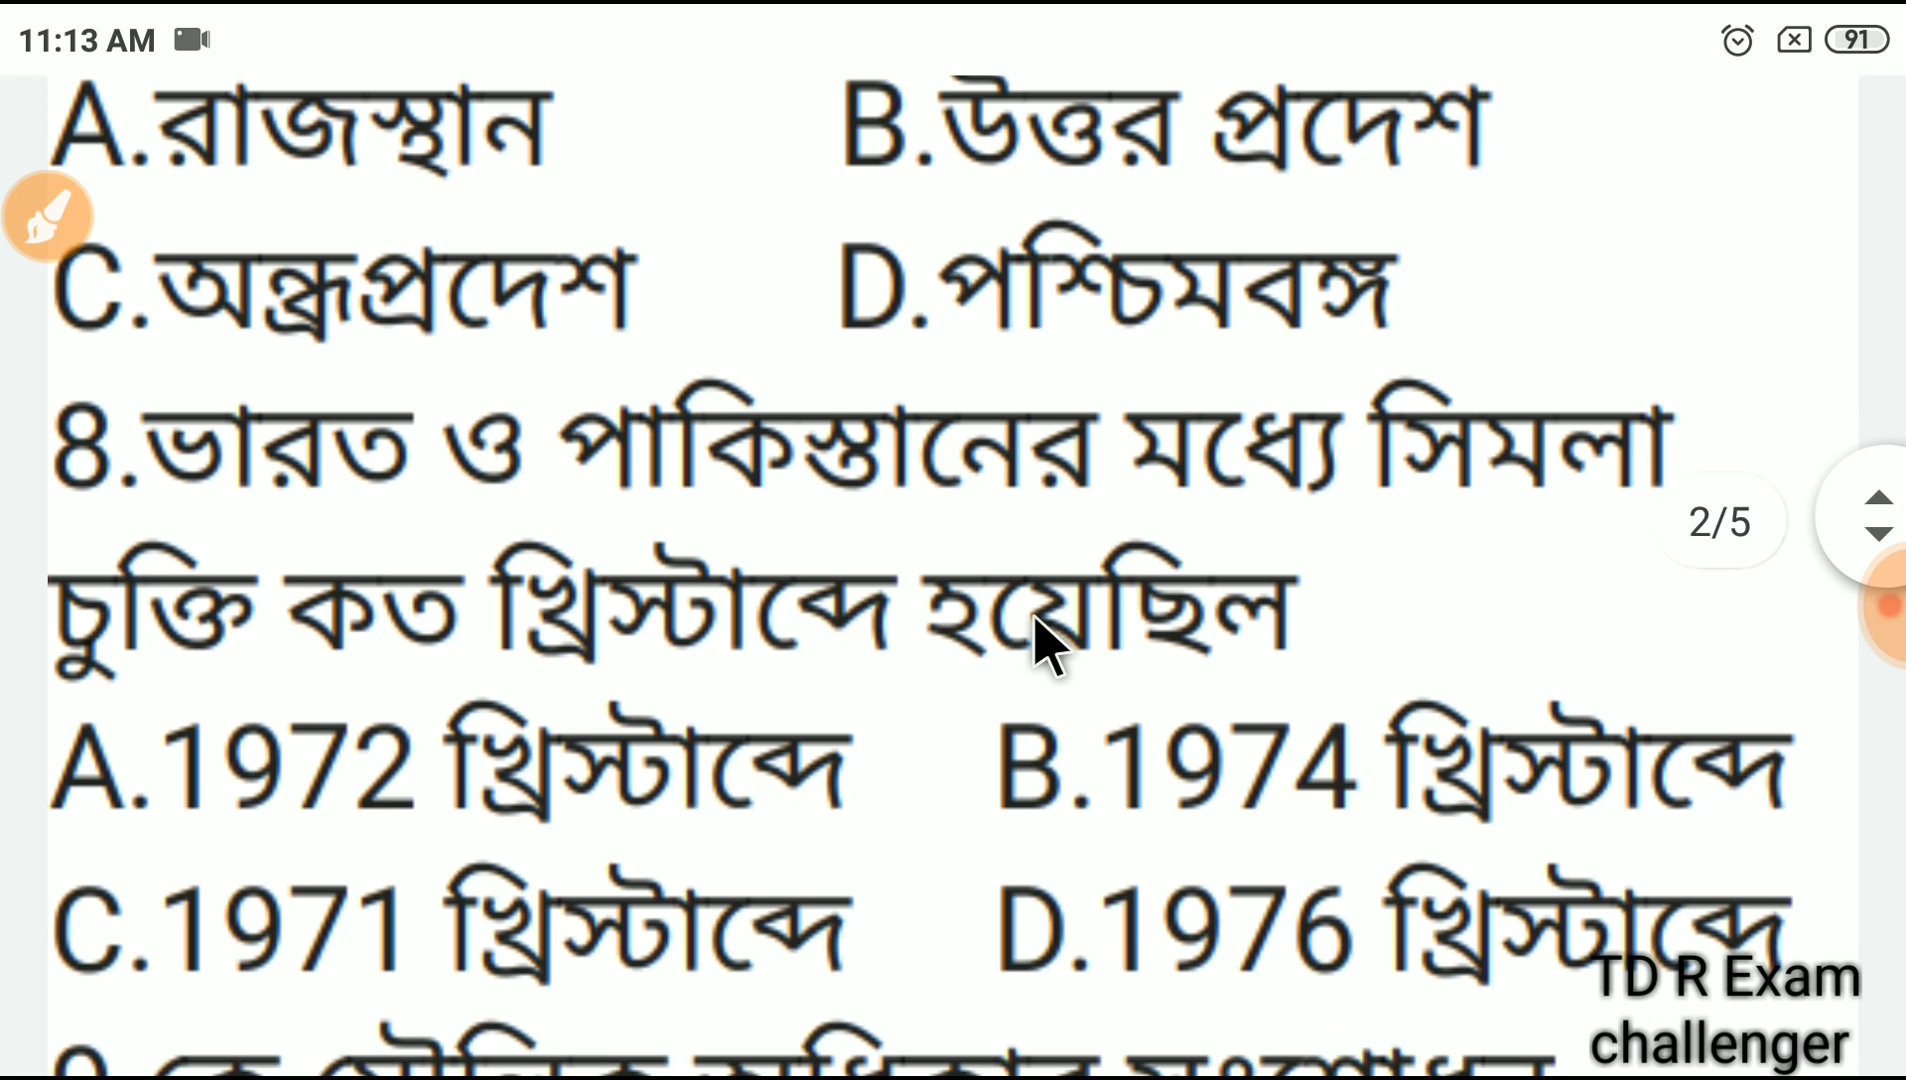 11:13 AM 91
A.রাজস্থান B.উত্তর প্রদেশ
C.অন্ধ্রপ্রদেশ D.পশ্চিমবঙ্গ
8.ভারত ও পাকিস্তানের মধ্যে সিমলা
2/5
চুক্তি কত খ্রিস্টাব্দে হয়েছিল
A.1972 খ্রিস্টাব্দে B.1974 খ্রিস্টাব্দে
C.1971 খ্রিস্টাব্দে D.1976 খ্রিস্টাব্দে
TD R Exam
challenger